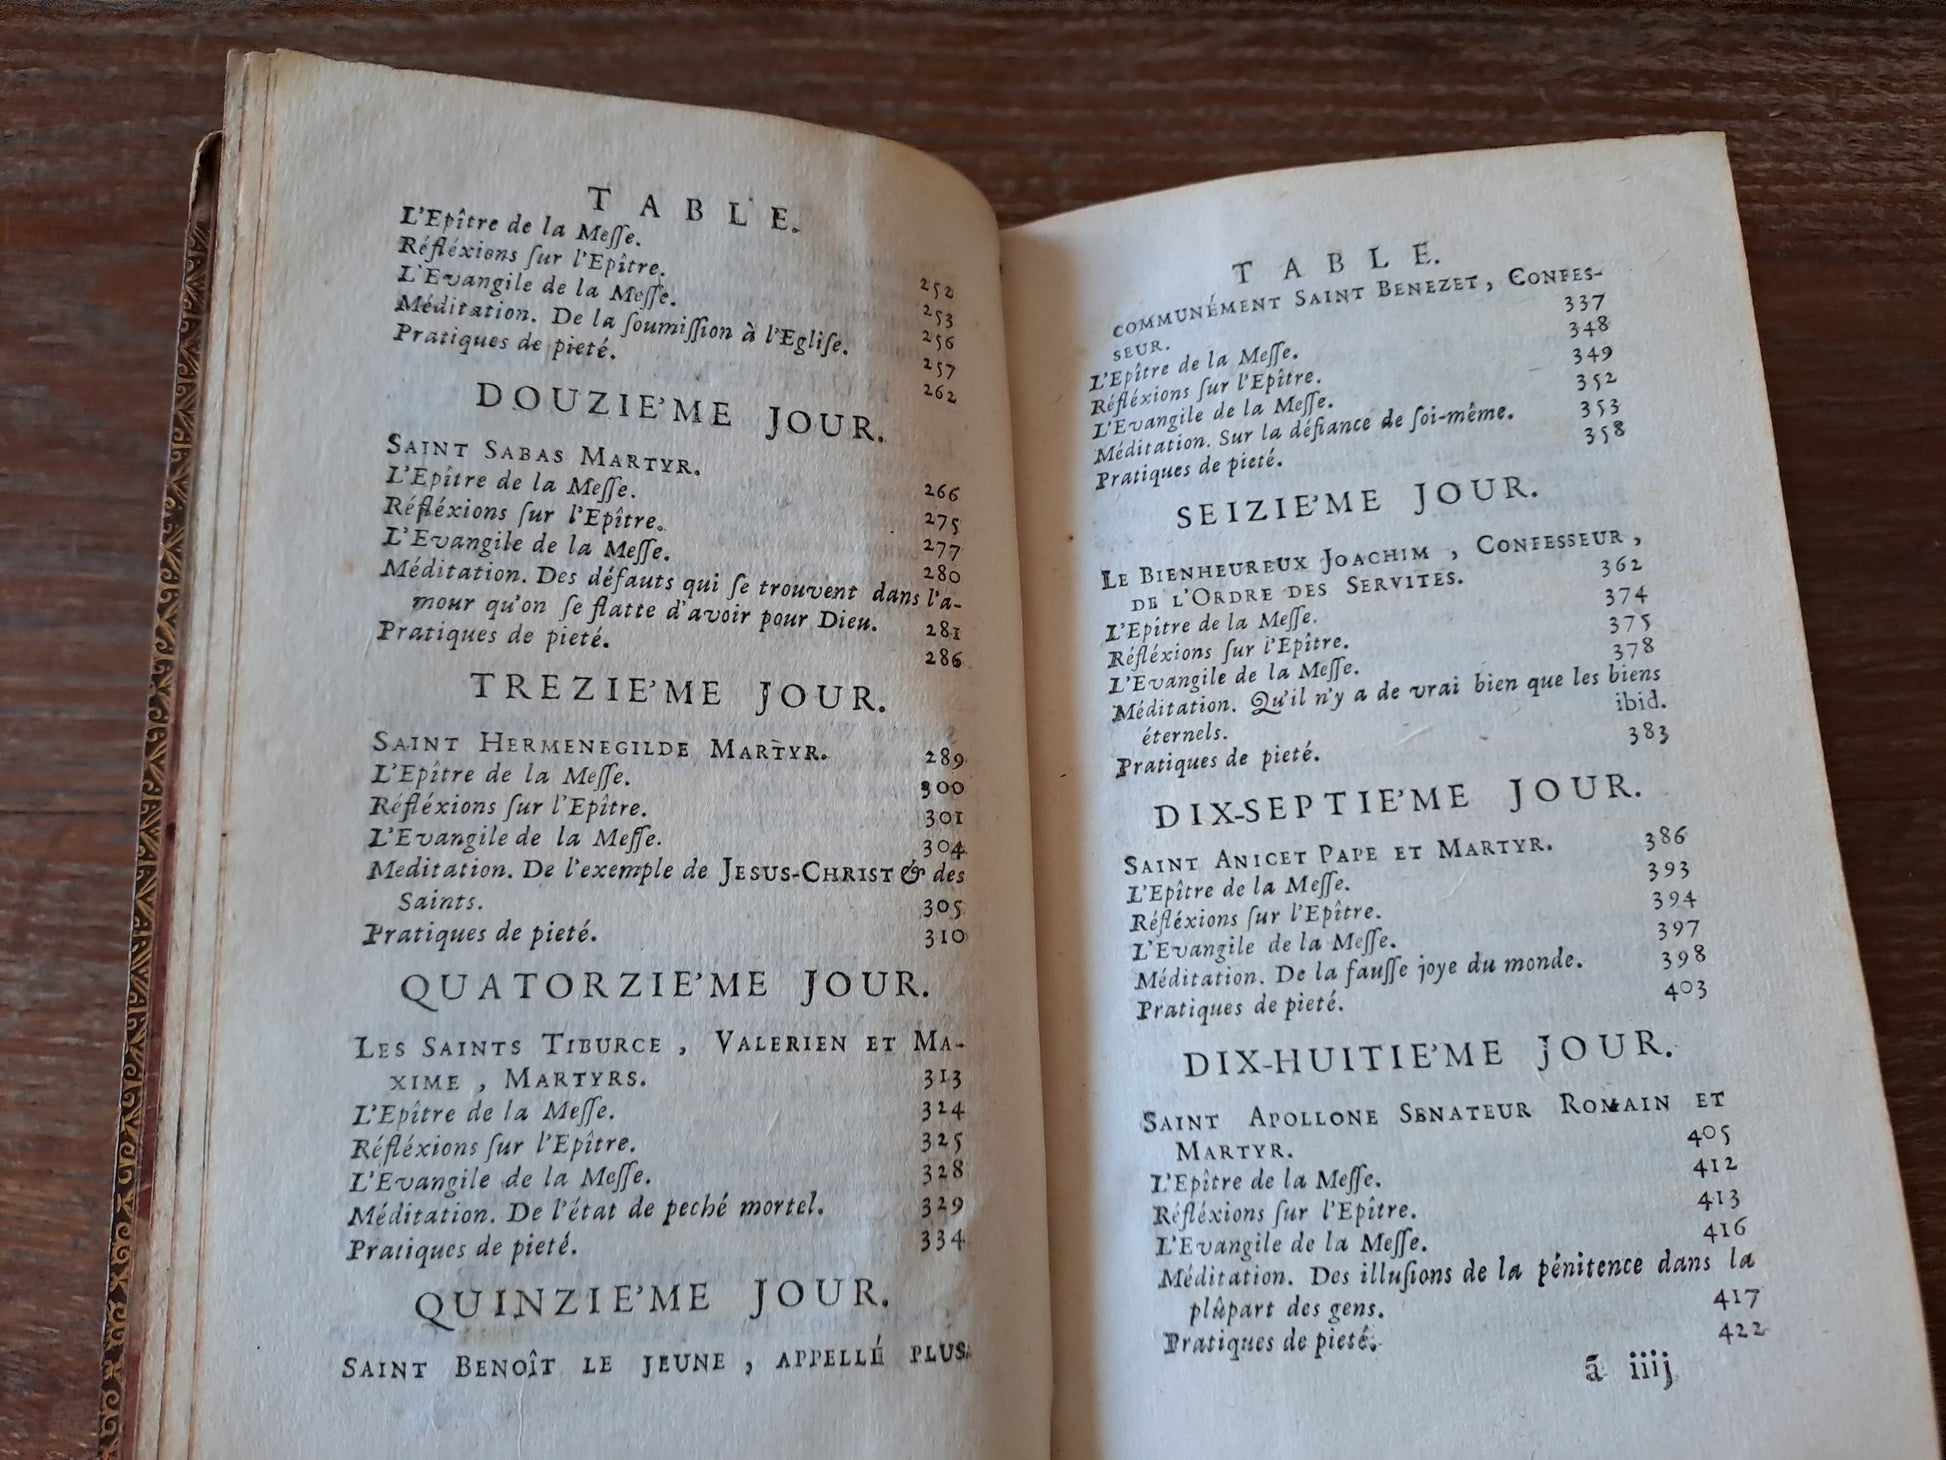 TABLE.
L'Epître de la Meſſe. 252
Réfléxions ſur l'Epître. 253
L'Evangile de la Meſſe. 256
Méditation. De la ſoumiſſion à l'Egliſe. 257
Pratiques de pieté. 262
DOUZIE'ME JOUR.
SAINT SABAS MARTYR. 266
L'Epître de la Meſſe. 275
Réfléxions ſur l'Epître. 277
L'Evangile de la Meſſe. 280
Méditation. Des défauts qui ſe trouvent dans l'a-
mour qu'on ſe flatte d'avoir pour Dieu. 281
Pratiques de pieté. 286
TREZIE'ME JOUR.
SAINT HERMENEGILDE MARTYR. 289
L'Epître de la Meſſe. 300
Réfléxions ſur l'Epître. 301
L'Evangile de la Meſſe. 304
Meditation. De l'exemple de JESUS-CHRIST & des
Saints. 305
Pratiques de pieté. 310
QUATORZIE'ME JOUR.
LES SAINTS TIBURCE, VALERIEN ET MA-
XIME, MARTYRS. 313
L'Epître de la Meſſe. 324
Réfléxions ſur l'Epître. 325
L'Evangile de la Meſſe. 328
Méditation. De l'état de peché mortel. 329
Pratiques de pieté. 334
QUINZIE'ME JOUR.
SAINT BENOÎT LE JEUNE, APPELLÉ PLUS
TABLE.
COMMUNÉMENT SAINT BENEZET, CONFES-
SEUR. 337
L'Epître de la Meſſe. 348
Réfléxions ſur l'Epître. 349
L'Evangile de la Meſſe. 352
Méditation. Sur la défiance de ſoi-même. 353
Pratiques de pieté. 358
SEIZIE'ME JOUR.
LE BIENHEUREUX JOACHIM, CONFESSEUR,
DE L'ORDRE DES SERVITES. 362
L'Epître de la Meſſe. 374
Réfléxions ſur l'Epître. 375
L'Evangile de la Meſſe. 378
Méditation. Qu'il n'y a de vrai bien que les biens
éternels. ibid.
Pratiques de pieté. 383
DIX-SEPTIE'ME JOUR.
SAINT ANICET PAPE ET MARTYR. 386
L'Epître de la Meſſe. 393
Réfléxions ſur l'Epître. 394
L'Evangile de la Meſſe. 397
Méditation. De la fauſſe joye du monde. 398
Pratiques de pieté. 403
DIX-HUITIE'ME JOUR.
SAINT APOLLONE SENATEUR ROMAIN ET
MARTYR. 405
L'Epître de la Meſſe. 412
Réfléxions ſur l'Epître. 413
L'Evangile de la Meſſe. 416
Méditation. Des illuſions de la pénitence dans la
plûpart des gens. 417
Pratiques de pieté. 422
ā iiij